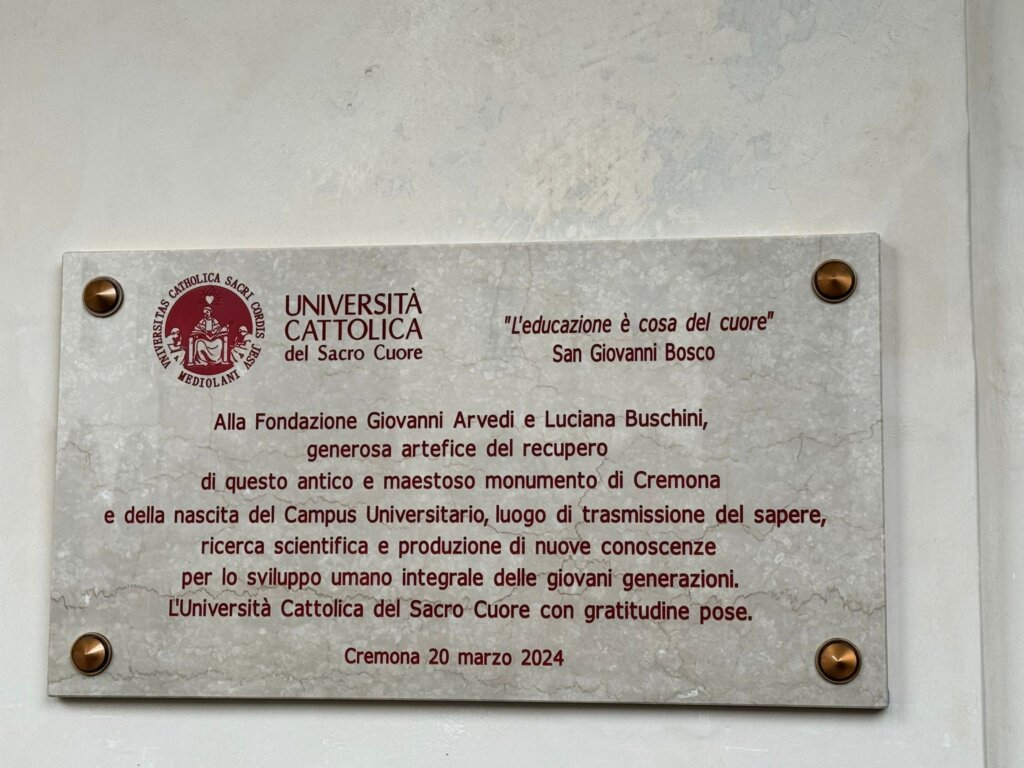 UNIVERSITAS CATHOLICA SACRI CORDIS JESV
MEDIOLANI
UNIVERSITÀ
CATTOLICA
del Sacro Cuore
"L'educazione è cosa del cuore"
San Giovanni Bosco
Alla Fondazione Giovanni Arvedi e Luciana Buschini,
generosa artefice del recupero
di questo antico e maestoso monumento di Cremona
e della nascita del Campus Universitario, luogo di trasmissione del sapere,
ricerca scientifica e produzione di nuove conoscenze
per lo sviluppo umano integrale delle giovani generazioni.
L'Università Cattolica del Sacro Cuore con gratitudine pose.
Cremona 20 marzo 2024